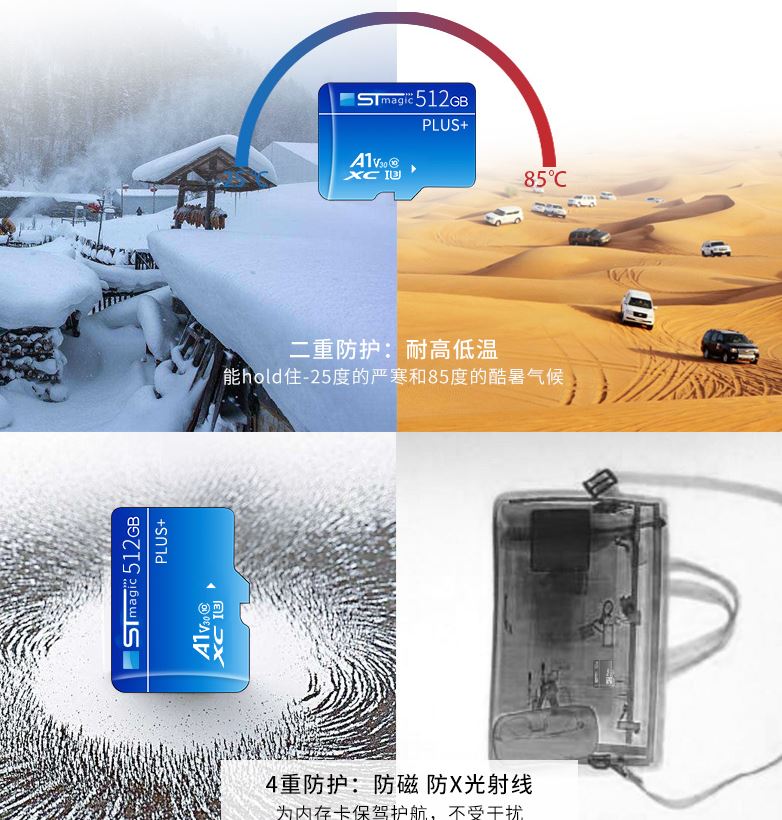 STmagic 512GB
PLUS+
A1 V30 10
XC I U3
-25℃
85℃
二重防护：耐高低温
能hold住-25度的严寒和85度的酷暑气候
STmagic 512GB
PLUS+
A1 V30 10
XC I U3
4重防护：防磁 防X光射线
为内存卡保驾护航，不受干扰